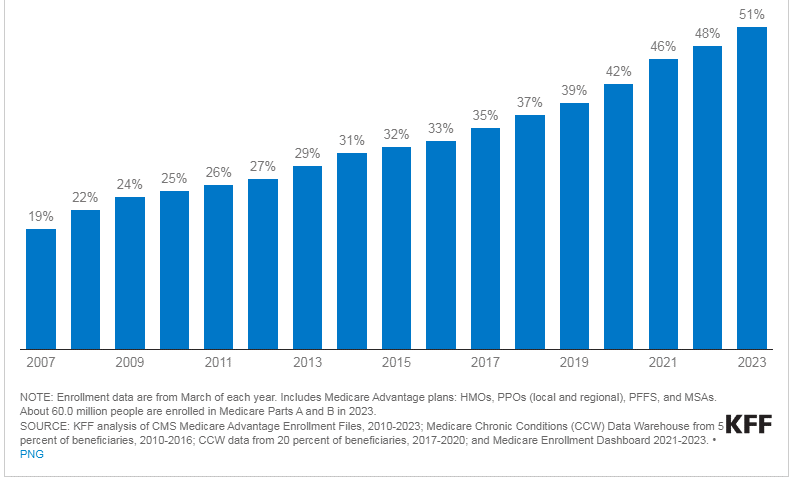 51%
48%
46%
42%
39%
37%
35%
33%
32%
31%
29%
27%
26%
25%
24%
22%
19%
2007 2009 2011 2013 2015 2017 2019 2021 2023
NOTE: Enrollment data are from March of each year. Includes Medicare Advantage plans: HMOs, PPOs (local and regional), PFFS, and MSAs.
About 60.0 million people are enrolled in Medicare Parts A and B in 2023.
SOURCE: KFF analysis of CMS Medicare Advantage Enrollment Files, 2010-2023; Medicare Chronic Conditions (CCW) Data Warehouse from 5
percent of beneficiaries, 2010-2016; CCW data from 20 percent of beneficiaries, 2017-2020; and Medicare Enrollment Dashboard 2021-2023. •
PNG
KFF